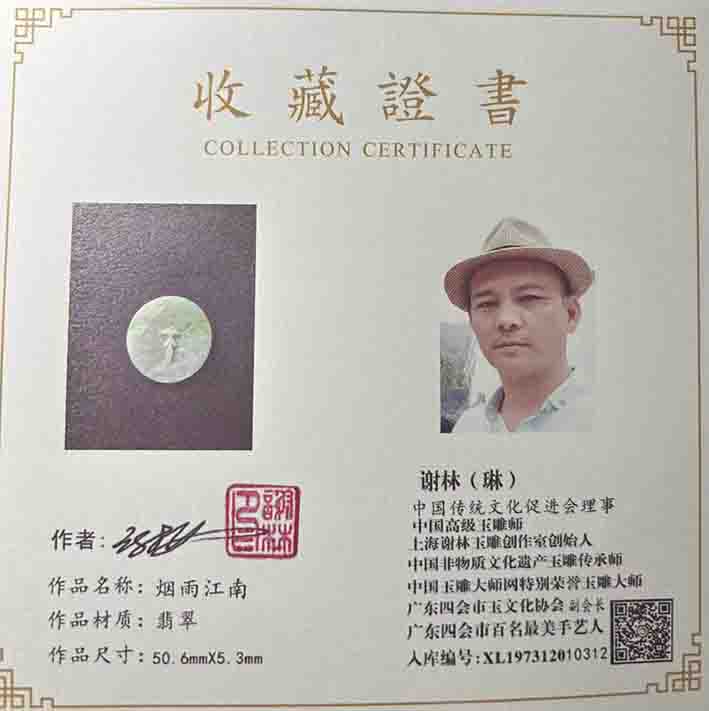 收藏證書
COLLECTION CERTIFICATE
作者:
謝林
作品名称: 烟雨江南
作品材质: 翡翠
作品尺寸: 50.6mmX5.3mm
谢林（琳）
中国传统文化促进会理事
中国高级玉雕师
上海谢林玉雕创作室创始人
中国非物质文化遗产玉雕传承师
中国玉雕大师网特别荣誉玉雕大师
广东四会市玉文化协会 副会长
广东四会市百名最美手艺人
入库编号: XL197312010312